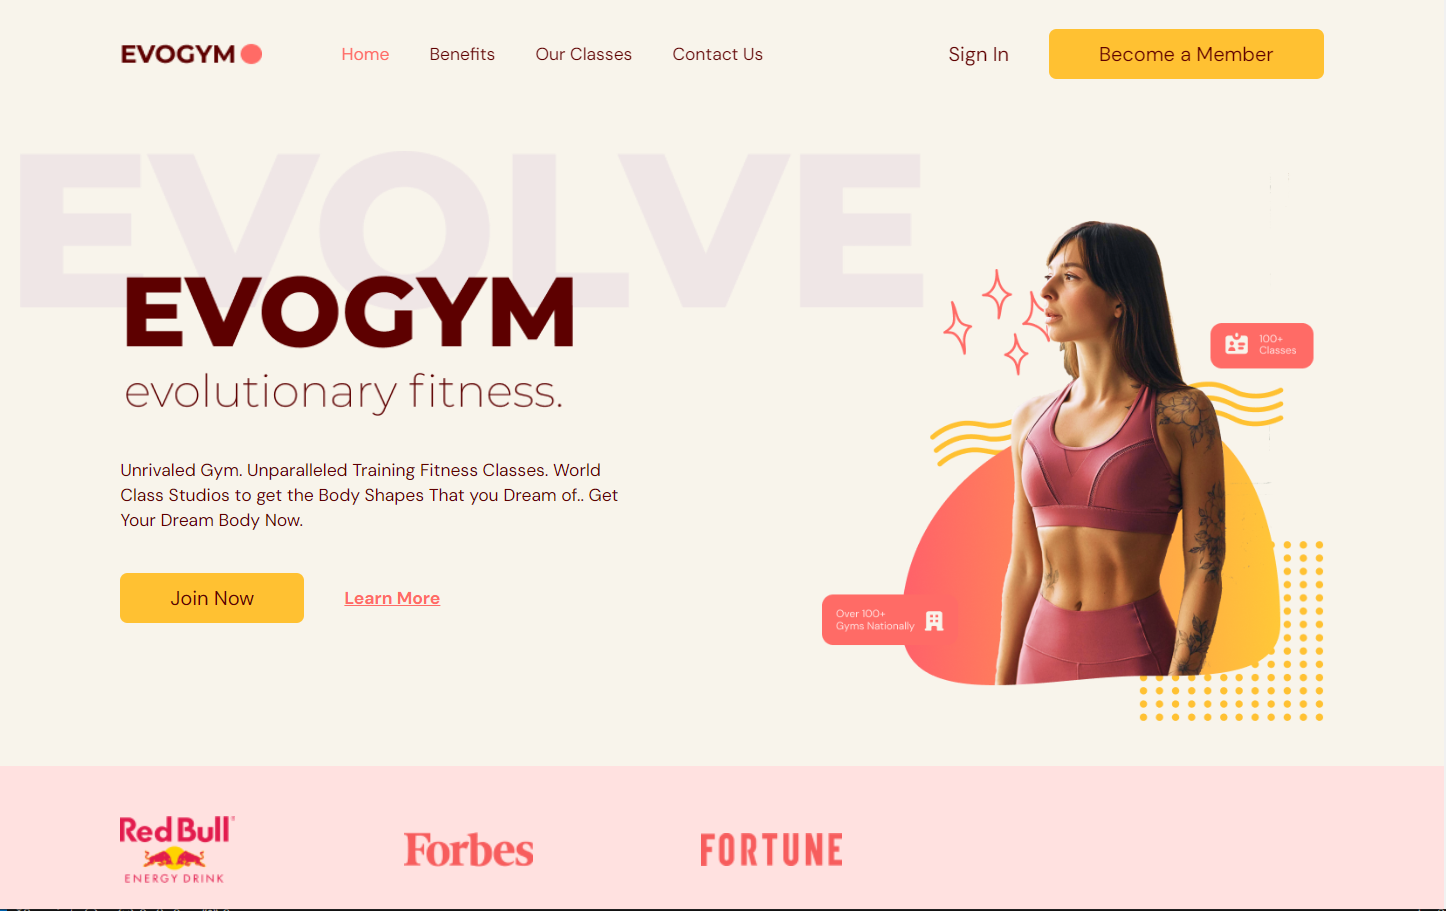 EVOGYM
Home
Benefits
Our Classes
Contact Us
Sign In
Become a Member
EVOLVE
EVOGYM
evolutionary fitness.
Unrivaled Gym. Unparalleled Training Fitness Classes. World
Class Studios to get the Body Shapes That you Dream of.. Get
Your Dream Body Now.
Join Now
Learn More
100+
Classes
Over 100+
Gyms Nationally
Red Bull
ENERGY DRINK
Forbes
FORTUNE